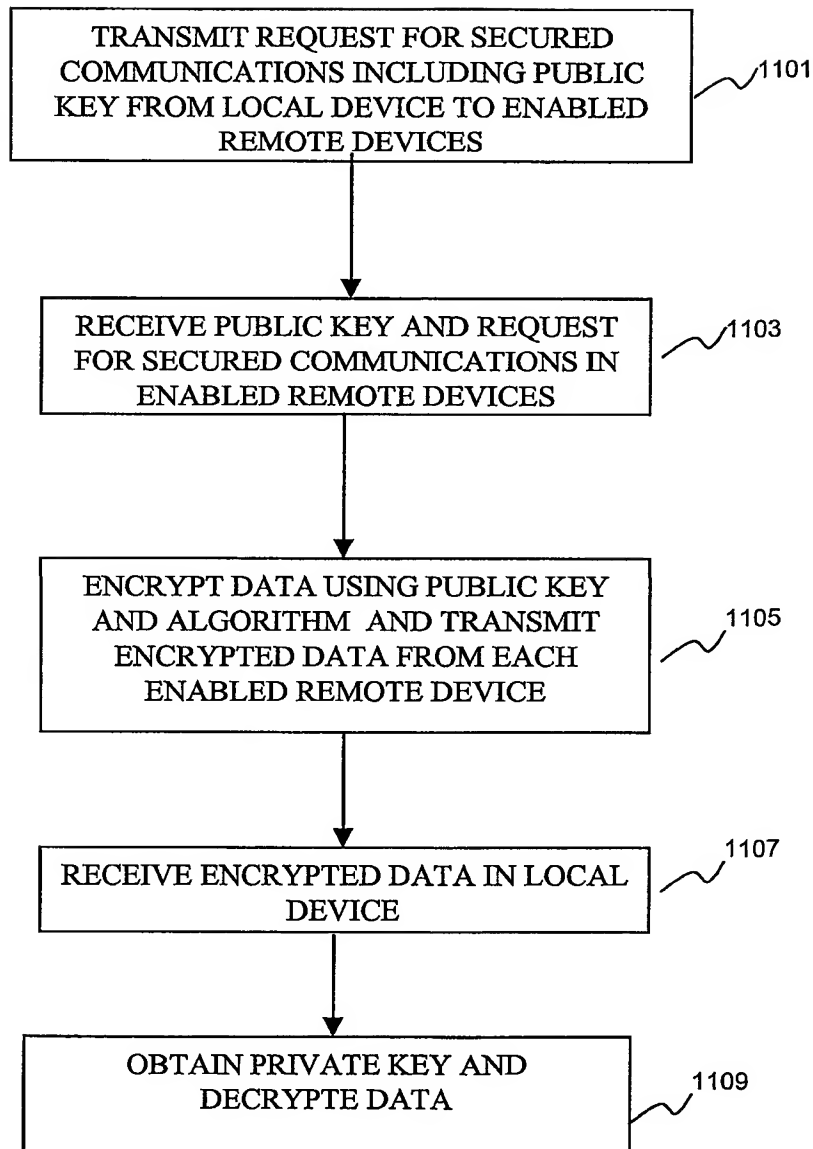 TRANSMIT REQUEST FOR SECURED
COMMUNICATIONS INCLUDING PUBLIC
KEY FROM LOCAL DEVICE TO ENABLED
REMOTE DEVICES
1101
RECEIVE PUBLIC KEY AND REQUEST
FOR SECURED COMMUNICATIONS IN
ENABLED REMOTE DEVICES
1103
ENCRYPT DATA USING PUBLIC KEY
AND ALGORITHM AND TRANSMIT
ENCRYPTED DATA FROM EACH
ENABLED REMOTE DEVICE
1105
RECEIVE ENCRYPTED DATA IN LOCAL
DEVICE
1107
OBTAIN PRIVATE KEY AND
DECRYPTE DATA
1109